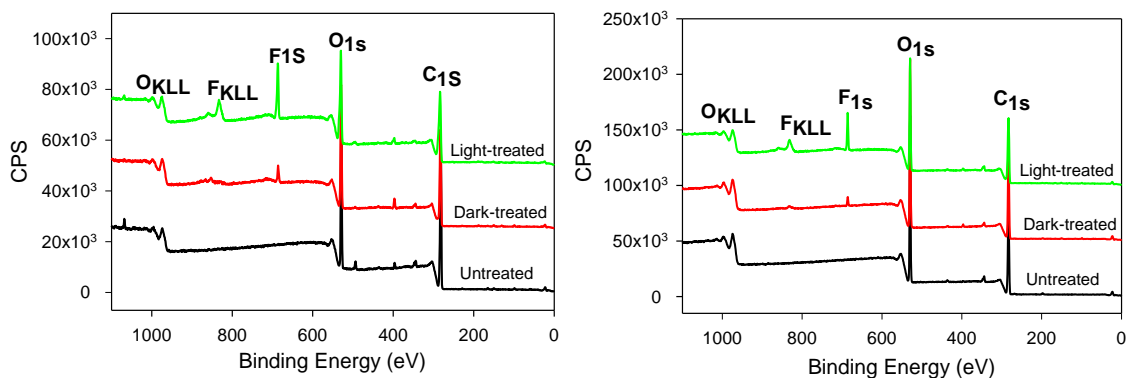 100x10³
80x10³
60x10³
40x10³
20x10³
0
CPS
OKLL
FKLL
F1S
O1s
C1S
Light-treated
Dark-treated
Untreated
1000 800 600 400 200 0
Binding Energy (eV)
250x10³
200x10³
150x10³
100x10³
50x10³
0
CPS
OKLL
FKLL
F1s
O1s
C1s
Light-treated
Dark-treated
Untreated
1000 800 600 400 200 0
Binding Energy (eV)